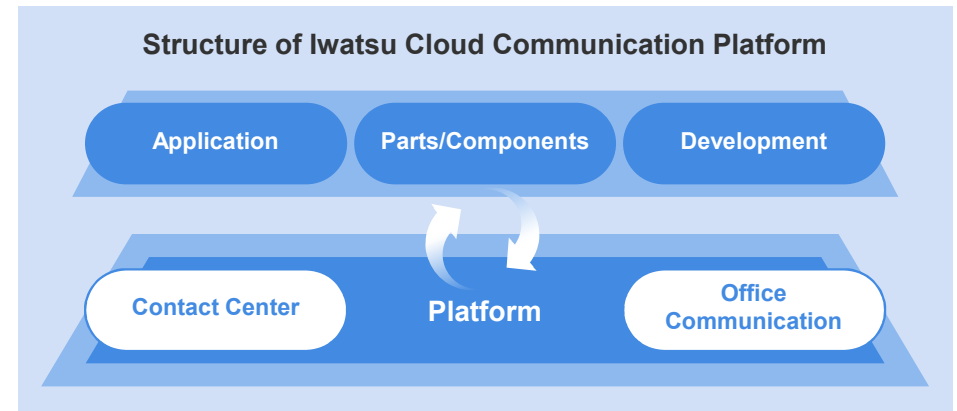 Structure of Iwatsu Cloud Communication Platform
Application
Parts/Components
Development
Contact Center
Platform
Office
Communication